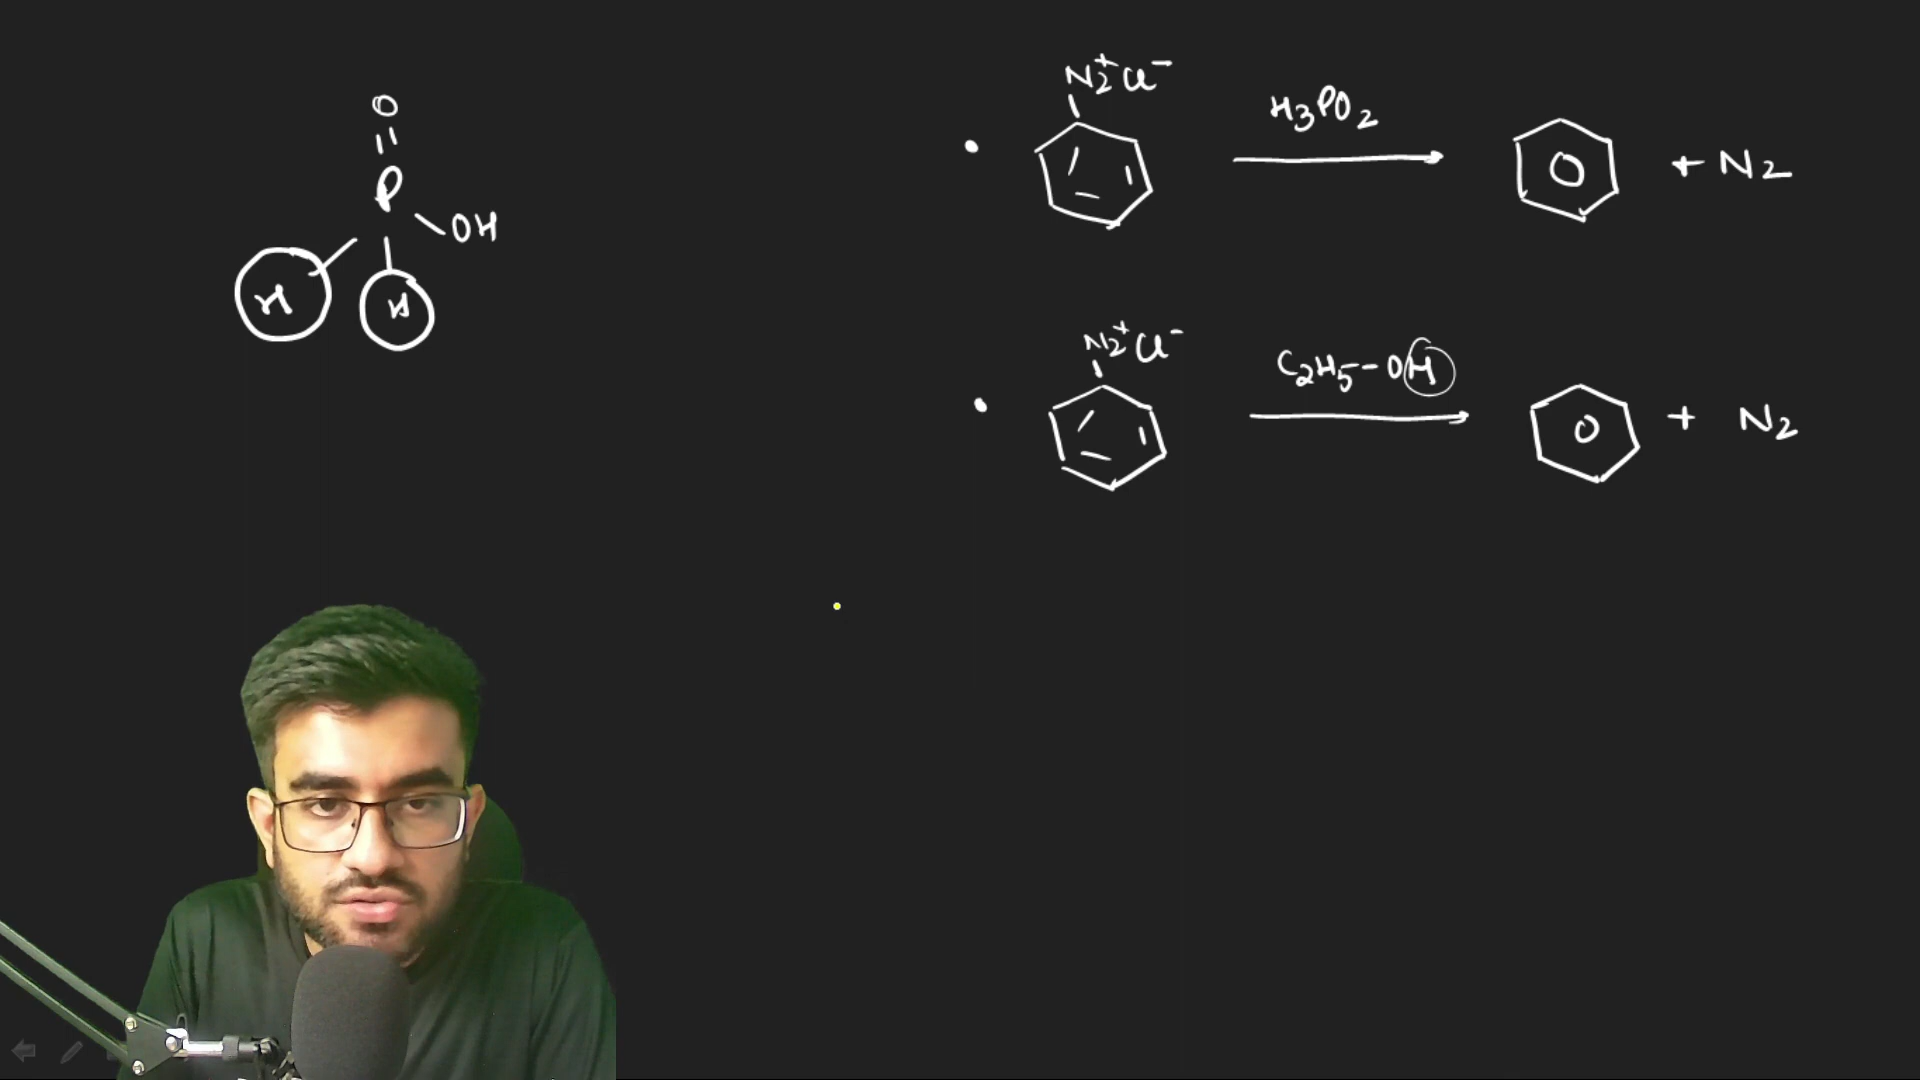 O
P
OH
H H
N₂⁺Cl⁻
H₃PO₂
+ N₂
N₂⁺Cl⁻
C₂H₅-OH
+ N₂